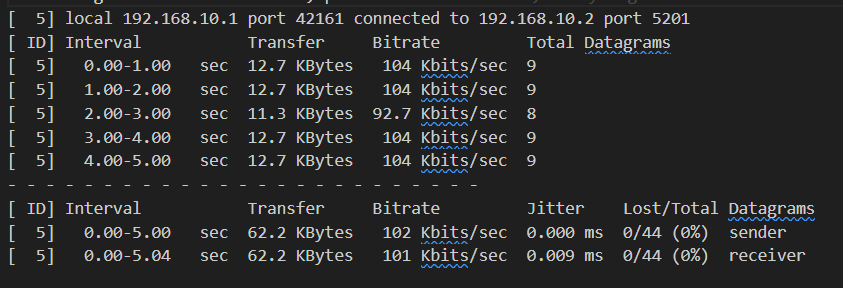 [  5] local 192.168.10.1 port 42161 connected to 192.168.10.2 port 5201
[ ID] Interval           Transfer     Bitrate         Total Datagrams
[  5]   0.00-1.00   sec  12.7 KBytes   104 Kbits/sec  9
[  5]   1.00-2.00   sec  12.7 KBytes   104 Kbits/sec  9
[  5]   2.00-3.00   sec  11.3 KBytes  92.7 Kbits/sec  8
[  5]   3.00-4.00   sec  12.7 KBytes   104 Kbits/sec  9
[  5]   4.00-5.00   sec  12.7 KBytes   104 Kbits/sec  9
- - - - - - - - - - - - - - - - - - - - - - - - -
[ ID] Interval           Transfer     Bitrate         Jitter    Lost/Total Datagrams
[  5]   0.00-5.00   sec  62.2 KBytes   102 Kbits/sec  0.000 ms  0/44 (0%)  sender
[  5]   0.00-5.04   sec  62.2 KBytes   101 Kbits/sec  0.009 ms  0/44 (0%)  receiver